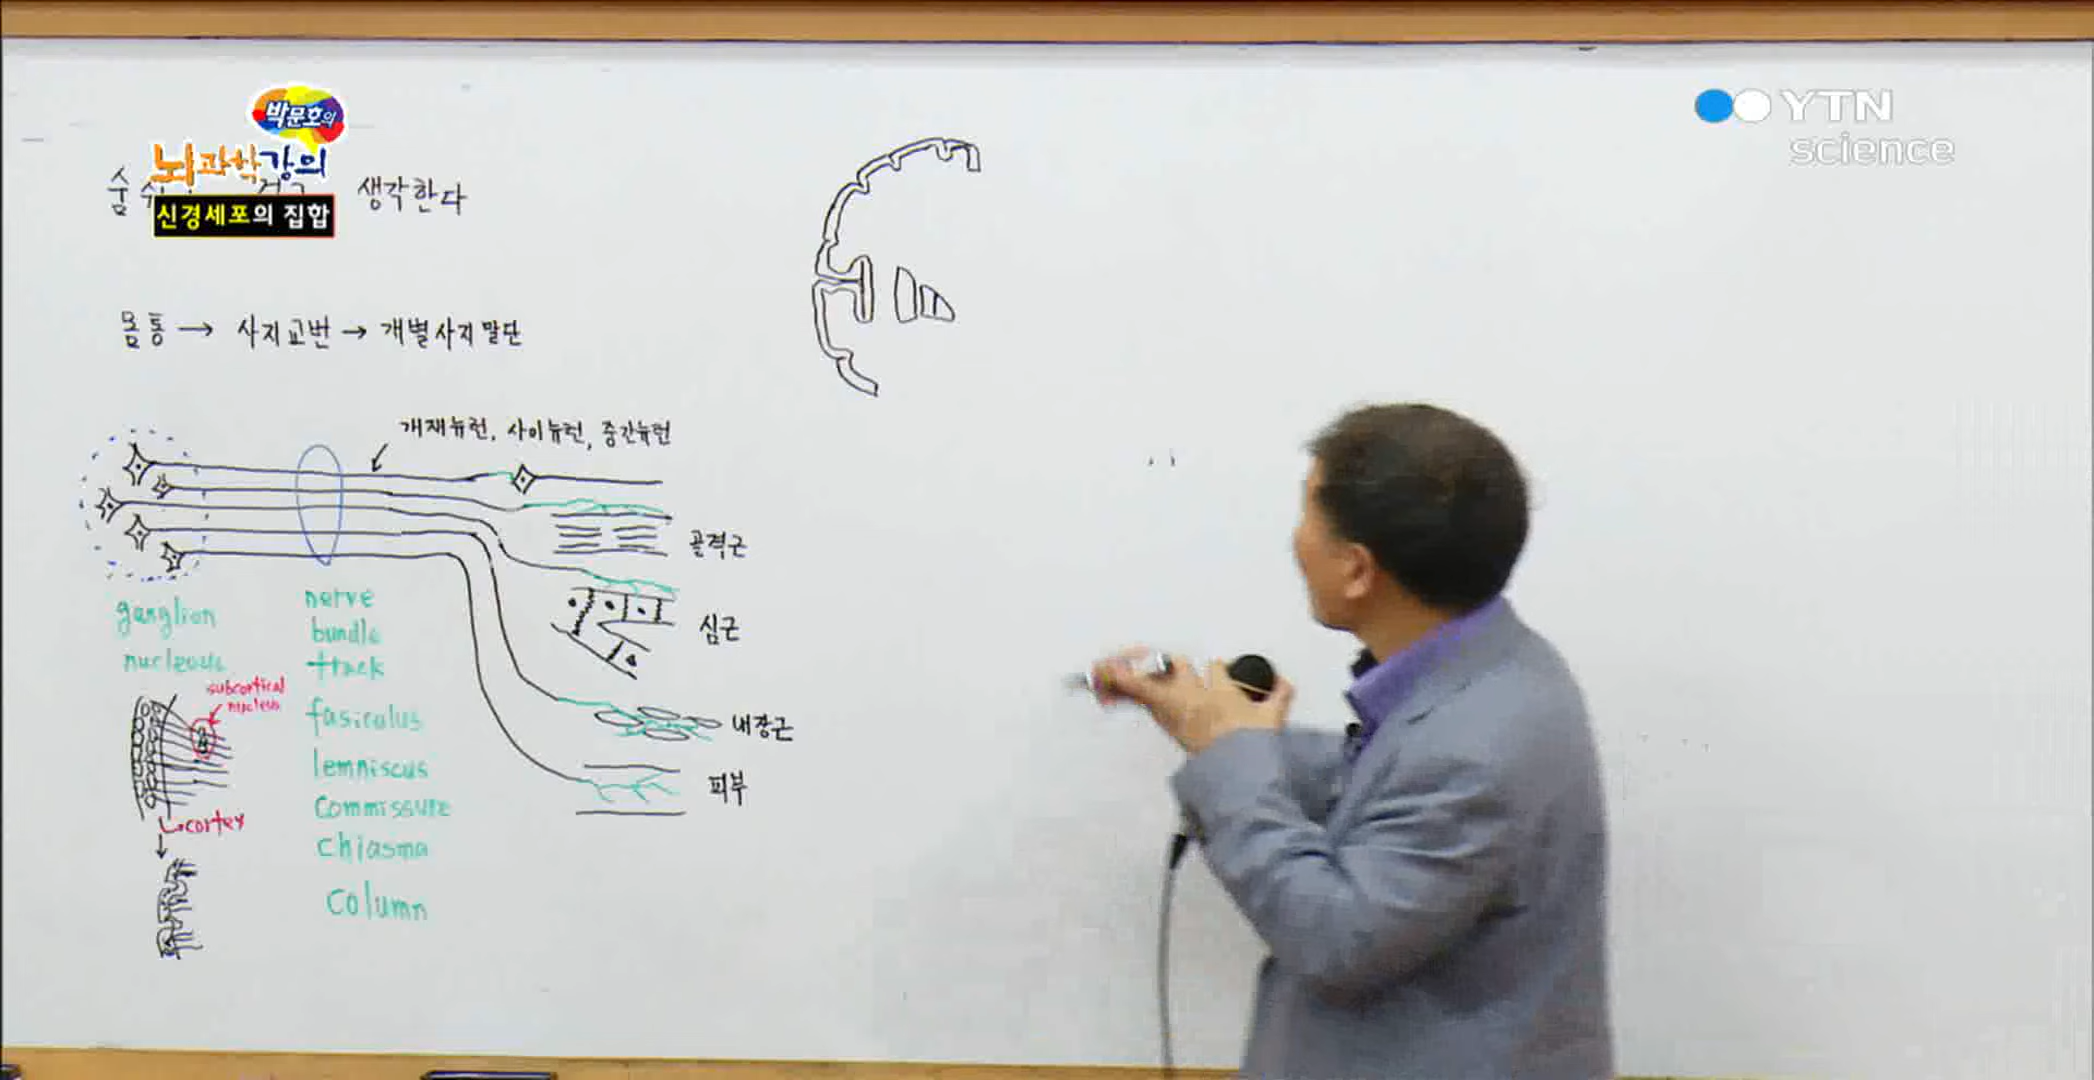 박문호의
뇌과학강의
신경세포의 집합
YTN
science
숨 생각한다
몸통 → 사지교번 → 개별사지말단
개재뉴런, 사이뉴런, 중간뉴런
골격근
심근
내장근
피부
ganglion
nucleous
subcortical
nucleus
cortex
nerve
bundle
track
fasiculus
lemniscus
commissure
chiasma
column